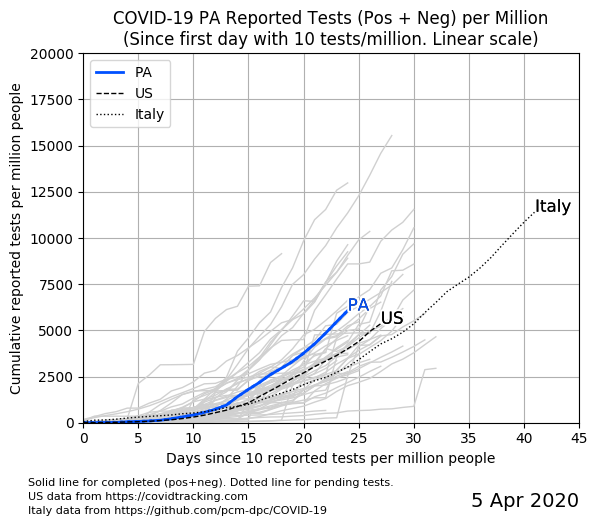 COVID-19 PA Reported Tests (Pos + Neg) per Million
(Since first day with 10 tests/million. Linear scale)
20000
17500
15000
12500
10000
7500
5000
2500
0
Cumulative reported tests per million people
PA
US
Italy
Italy
PA
US
0 5 10 15 20 25 30 35 40 45
Days since 10 reported tests per million people
Solid line for completed (pos+neg). Dotted line for pending tests.
US data from https://covidtracking.com
Italy data from https://github.com/pcm-dpc/COVID-19
5 Apr 2020